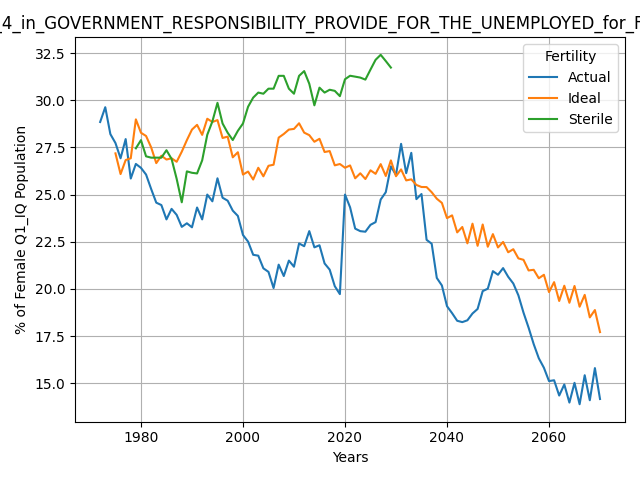 _4_in_GOVERNMENT_RESPONSIBILITY_PROVIDE_FOR_THE_UNEMPLOYED_for_F
Fertility
Actual
Ideal
Sterile
% of Female Q1_IQ Population
32.5
30.0
27.5
25.0
22.5
20.0
17.5
15.0
1980
2000
2020
2040
2060
Years